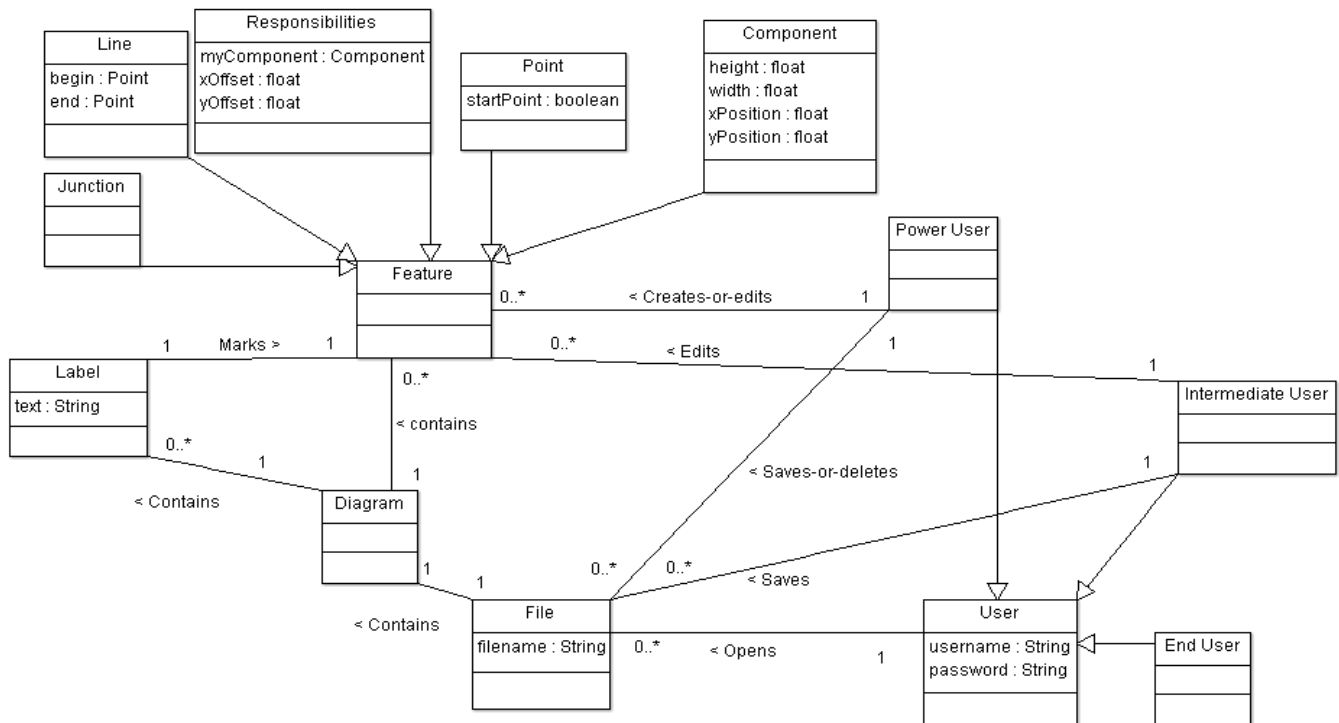 Line
begin : Point
end : Point
Responsibilities
myComponent : Component
xOffset : float
yOffset : float
Point
startPoint : boolean
Component
height : float
width : float
xPosition : float
yPosition : float
Junction
Power User
Feature
0..*
< Creates-or-edits
1
1
Marks >
1
0..*
< Edits
1
1
Label
text : String
0..*
< contains
Intermediate User
0..*
1
1
< Saves-or-deletes
1
< Contains
Diagram
1
1
0..*
0..*
< Saves
File
filename : String
< Contains
0..*
< Opens
1
User
username : String
password : String
End User